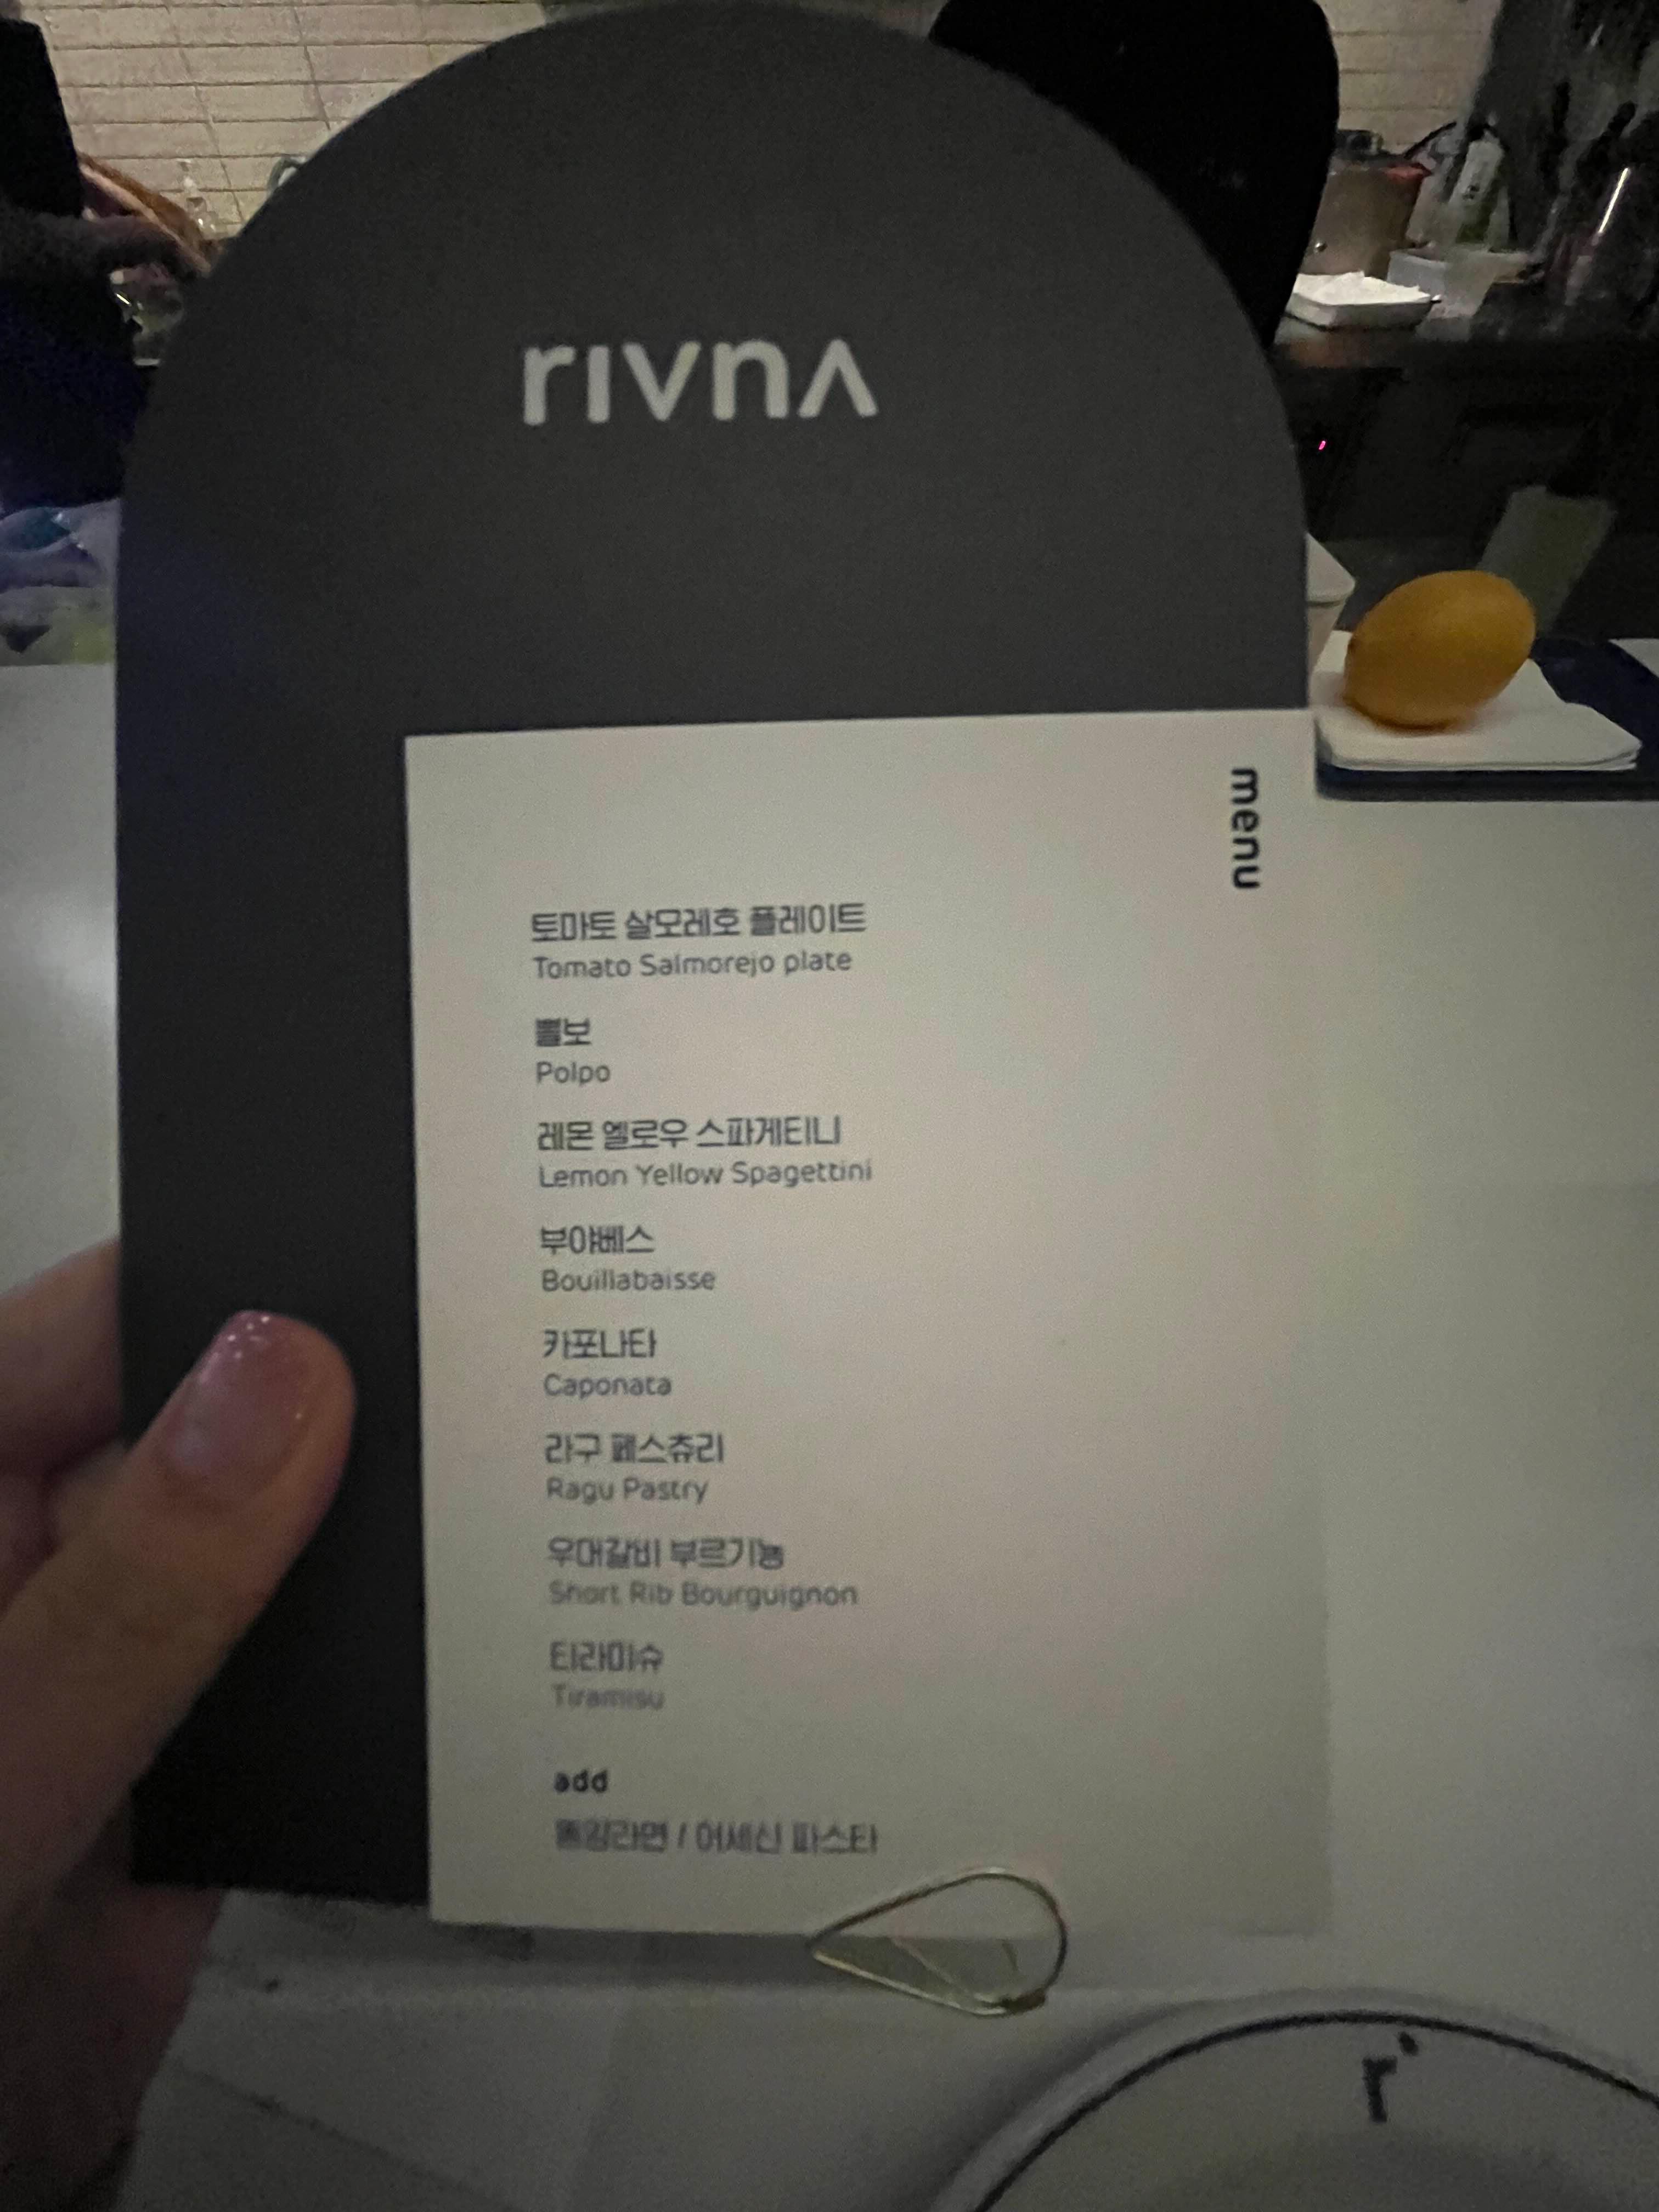 rivna
menu
토마토 살모레호 플레이트
Tomato Salmorejo plate
뽈보
Polpo
레몬 옐로우 스파게티니
Lemon Yellow Spagettini
부야베스
Bouillabaisse
카포나타
Caponata
라구 페스츄리
Ragu Pastry
우대갈비 부르기뇽
Short Rib Bourguignon
티라미슈
Tiramisu
add
/ 어세신 파스타
r